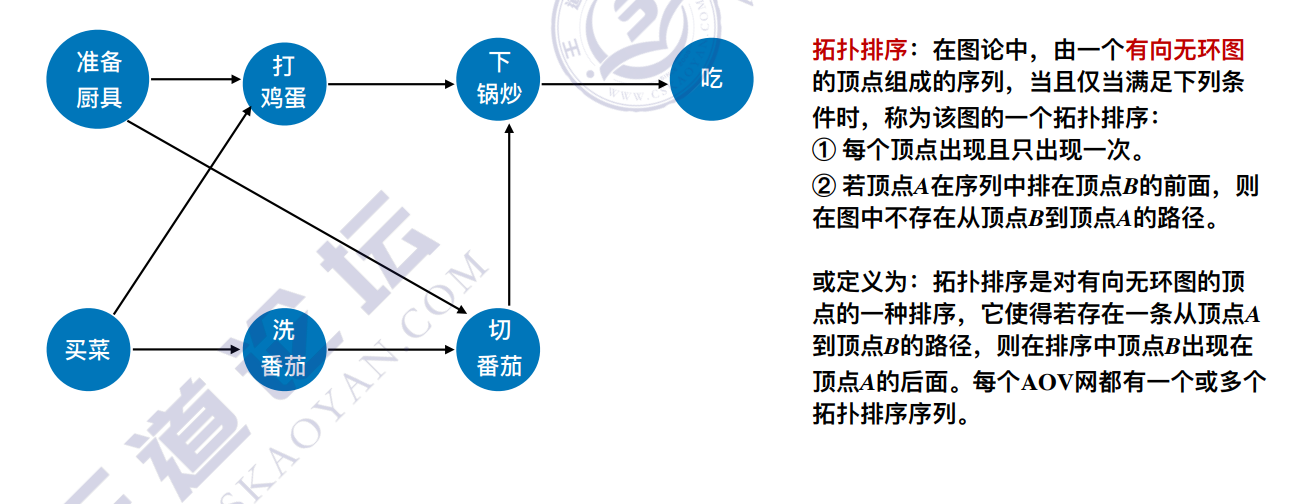 准备
厨具
打
鸡蛋
下
锅炒
吃
买菜
洗
番茄
切
番茄
拓扑排序：在图论中，由一个有向无环图
的顶点组成的序列，当且仅当满足下列条
件时，称为该图的一个拓扑排序：
① 每个顶点出现且只出现一次。
② 若顶点A在序列中排在顶点B的前面，则
在图中不存在从顶点B到顶点A的路径。
或定义为：拓扑排序是对有向无环图的顶
点的一种排序，它使得若存在一条从顶点A
到顶点B的路径，则在排序中顶点B出现在
顶点A的后面。每个AOV网都有一个或多个
拓扑排序序列。
道论坛
SKAOYAN.COM